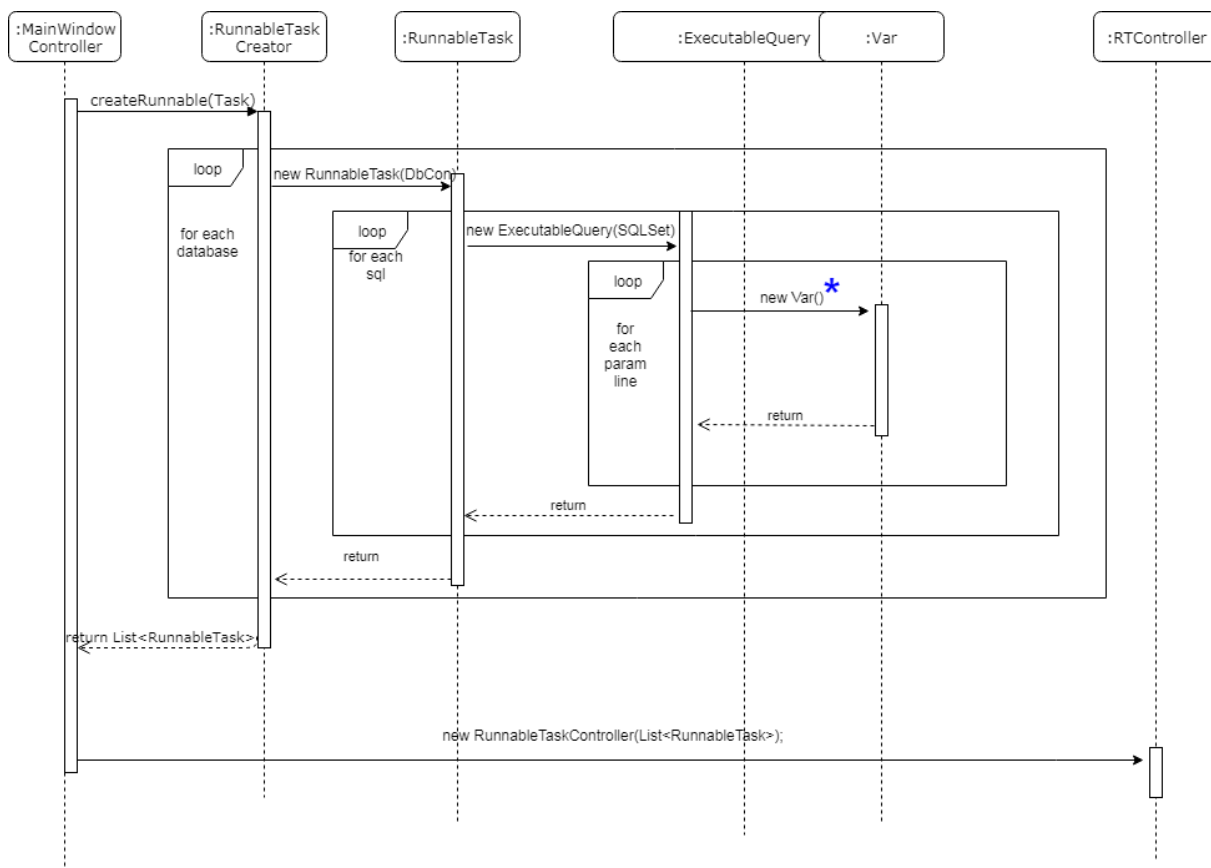 :MainWindow
Controller
:RunnableTask
Creator
:RunnableTask
:ExecutableQuery
:Var
:RTController
createRunnable(Task)
loop
new RunnableTask(DbCon)
for each
database
loop
new ExecutableQuery(SQLSet)
for each
sql
loop
new Var()*
for
each
param
line
return
return
return
return List<RunnableTask>;
new RunnableTaskController(List<RunnableTask>);